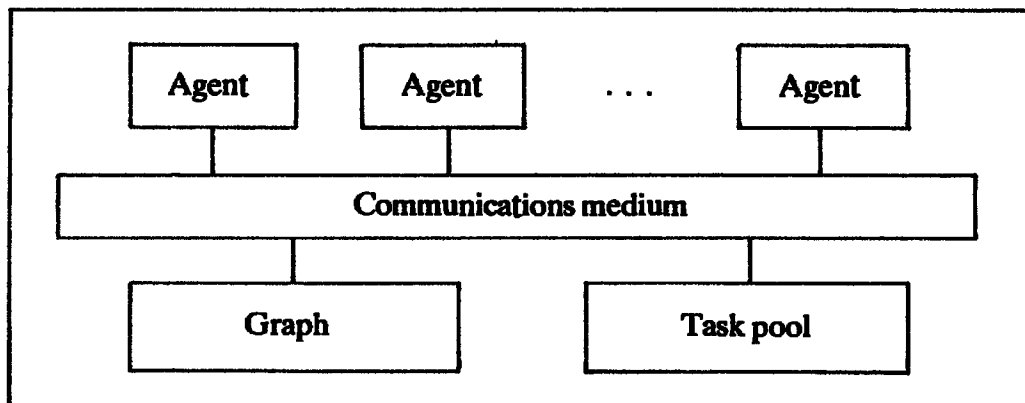 Agent Agent . . . Agent
Communications medium
Graph Task pool